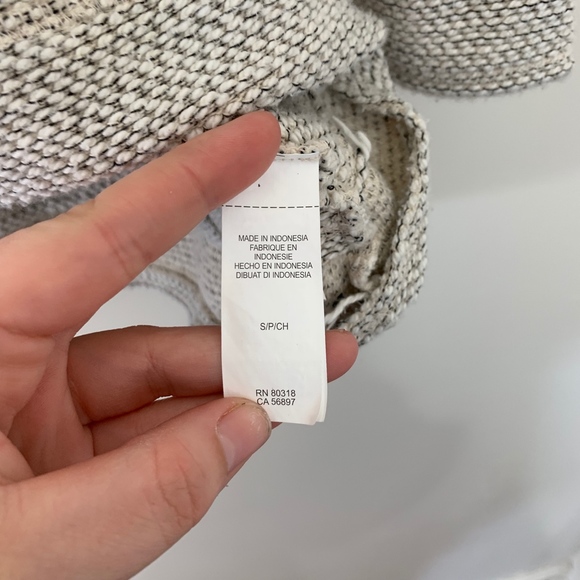 MADE IN INDONESIA
FABRIQUE EN
INDONESIE
HECHO EN INDONESIA
DIBUAT DI INDONESIA
S/P/CH
RN 80318
CA 56897